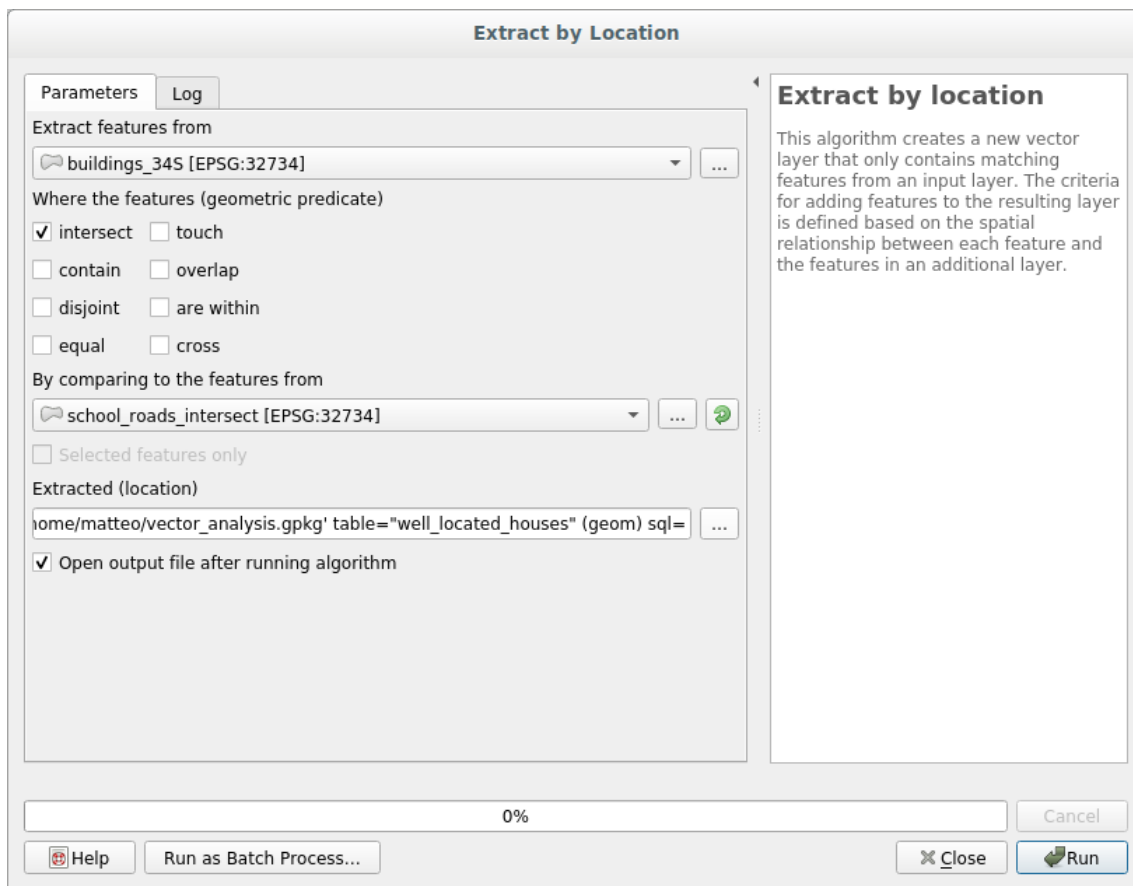 Extract by Location
Parameters
Log
Extract features from
buildings_34S [EPSG:32734]
...
Where the features (geometric predicate)
intersect
touch
contain
overlap
disjoint
are within
equal
cross
By comparing to the features from
school_roads_intersect [EPSG:32734]
...
Selected features only
Extracted (location)
home/matteo/vector_analysis.gpkg' table="well_located_houses" (geom) sql=
...
Open output file after running algorithm
Extract by location
This algorithm creates a new vector
layer that only contains matching
features from an input layer. The criteria
for adding features to the resulting layer
is defined based on the spatial
relationship between each feature and
the features in an additional layer.
0%
Cancel
Help
Run as Batch Process...
Close
Run